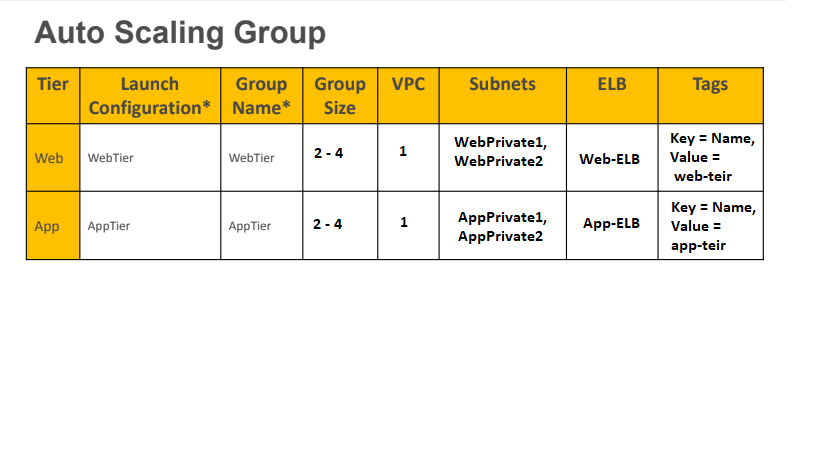 Auto Scaling Group
Tier
Launch
Configuration*
Group
Name*
Group
Size
VPC
Subnets
ELB
Tags
Web
WebTier
WebTier
2 - 4
1
WebPrivate1,
WebPrivate2
Web-ELB
Key = Name,
Value =
web-teir
App
AppTier
AppTier
2 - 4
1
AppPrivate1,
AppPrivate2
App-ELB
Key = Name,
Value =
app-teir